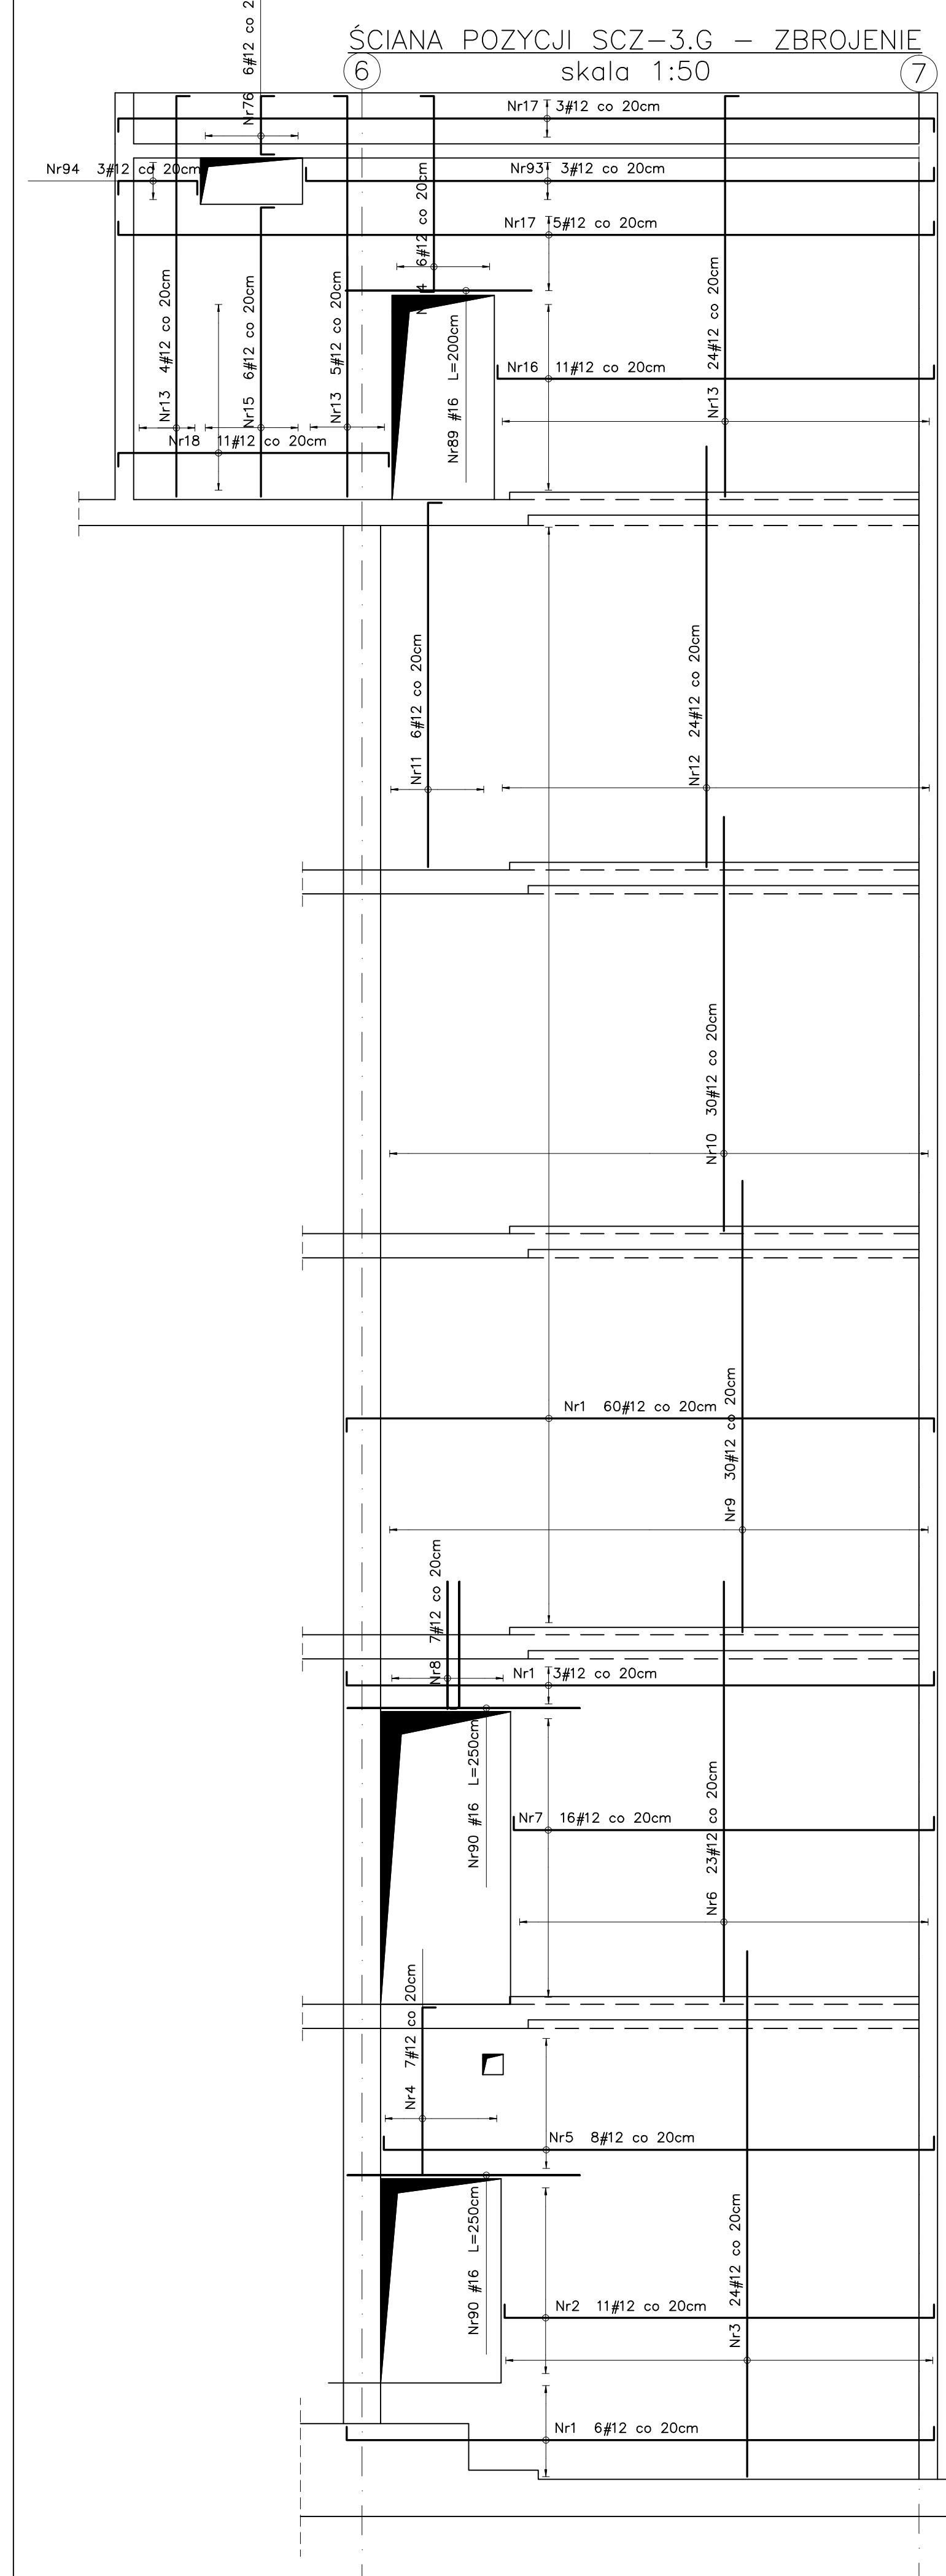 ŚCIANA POZYCJI SCZ-3.G - ZBROJENIE
skala 1:50
6
7
Nr76 6#12 co 2
Nr17 3#12 co 20cm
Nr94 3#12 co 20cm
Nr93 3#12 co 20cm
Nr17 5#12 co 20cm
6#12 co 20cm
Nr13 4#12 co 20cm
Nr15 6#12 co 20cm
Nr13 5#12 co 20cm
Nr89 #16 L=200cm
Nr16 11#12 co 20cm
Nr13 24#12 co 20cm
Nr18 11#12 co 20cm
Nr11 6#12 co 20cm
Nr12 24#12 co 20cm
Nr10 30#12 co 20cm
Nr1 60#12 co 20cm
Nr9 30#12 co 20cm
Nr8 7#12 co 20cm
Nr1 3#12 co 20cm
Nr90 #16 L=250cm
Nr7 16#12 co 20cm
Nr6 23#12 co 20cm
Nr4 7#12 co 20cm
Nr5 8#12 co 20cm
Nr90 #16 L=250cm
Nr2 11#12 co 20cm
Nr3 24#12 co 20cm
Nr1 6#12 co 20cm